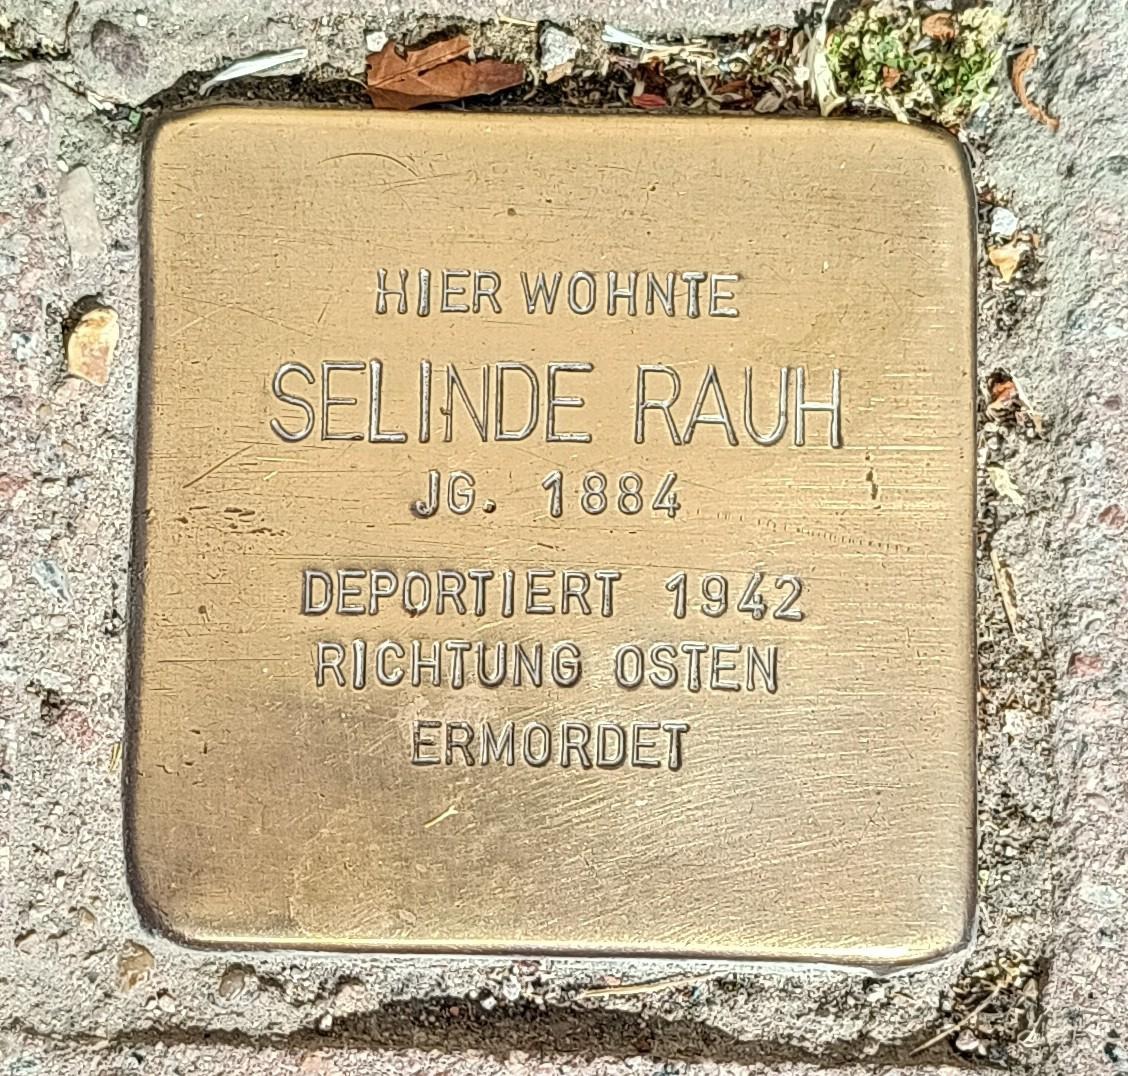 HIER WOHNTE
SELINDE RAUH
JG. 1884
DEPORTIERT 1942
RICHTUNG OSTEN
ERMORDET